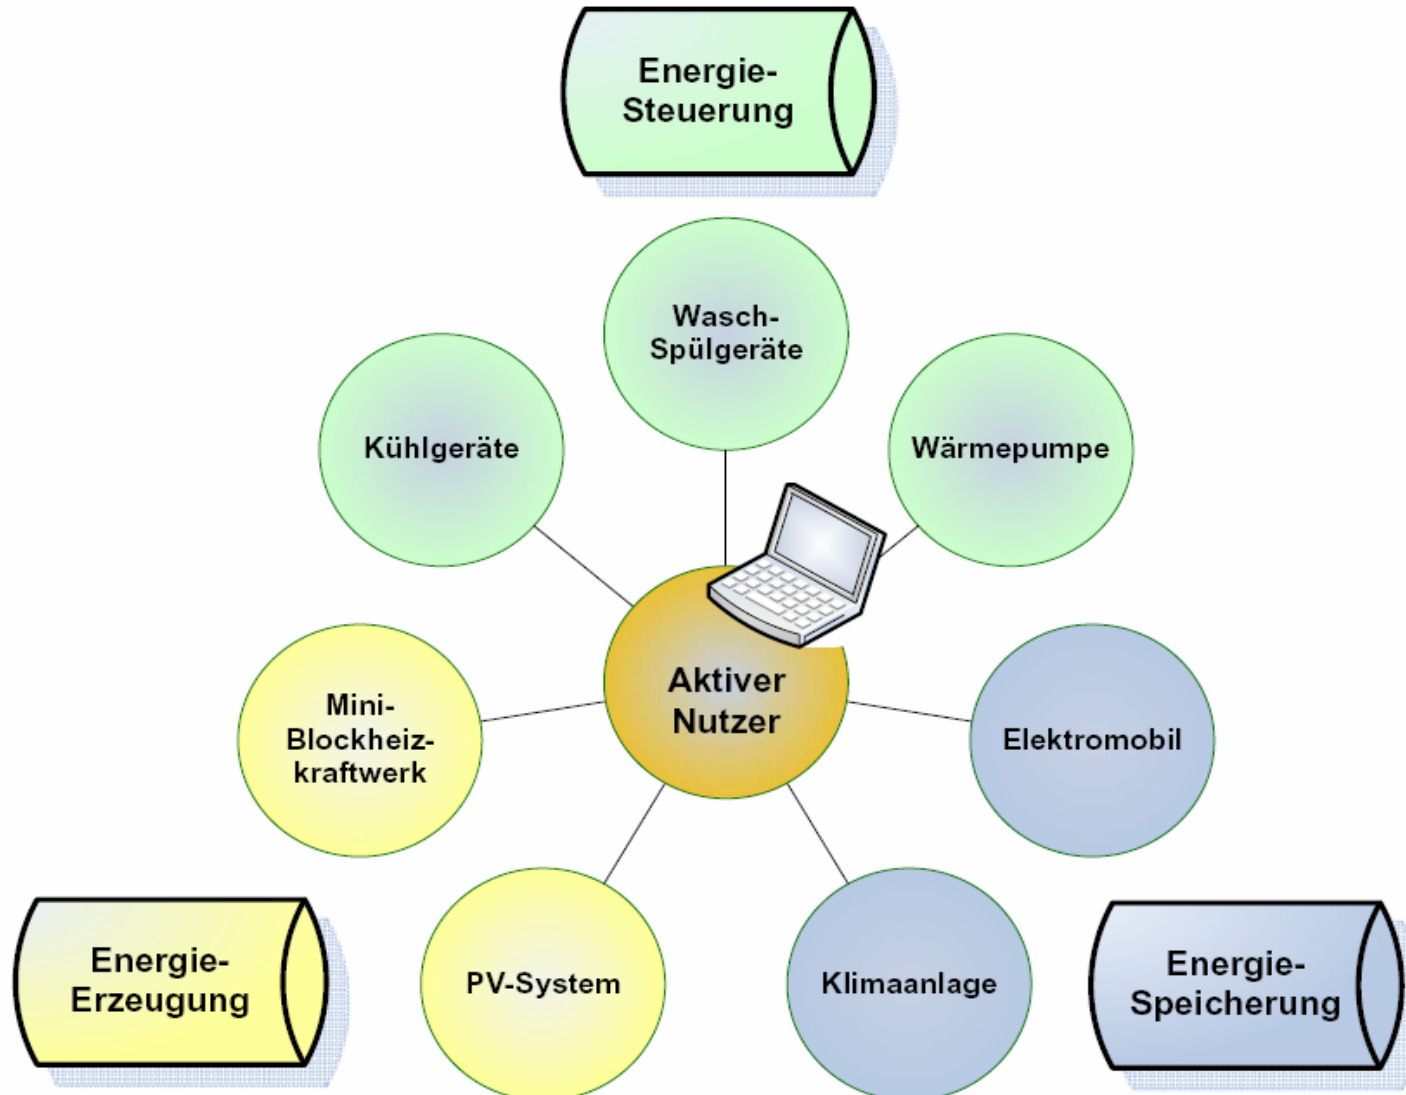 Energie-
Steuerung
Wasch-
Spülgeräte
Kühlgeräte
Wärmepumpe
Aktiver
Nutzer
Mini-
Blockheiz-
kraftwerk
Elektromobil
Energie-
Erzeugung
PV-System
Klimaanlage
Energie-
Speicherung